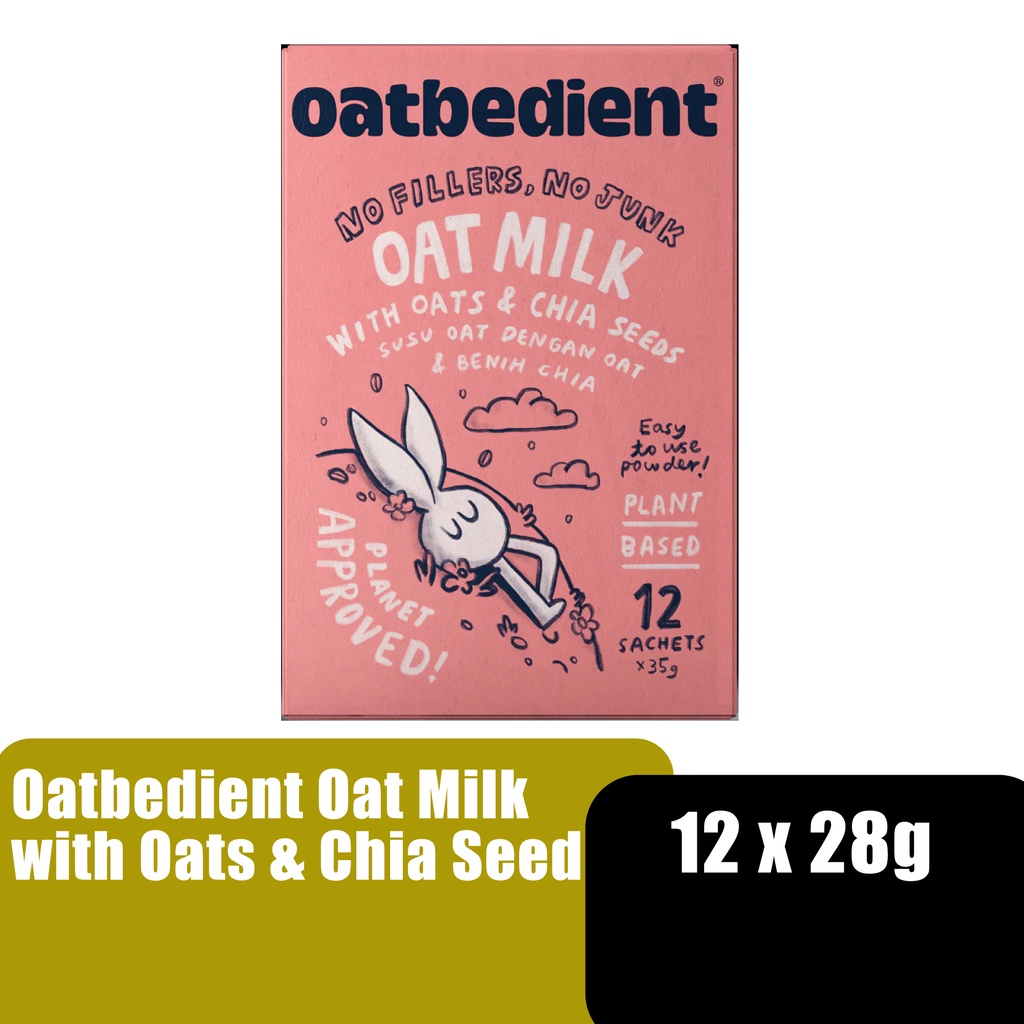 oatbedient®
NO FILLERS, NO JUNK
OAT MILK
WITH OATS & CHIA SEEDS
SUSU OAT DENGAN OAT
& BENIH CHIA
Easy
to use
powder!
PLANT
BASED
PLANET
APPROVED!
12
SACHETS
x35g
Oatbedient Oat Milk
with Oats & Chia Seed
12 x 28g